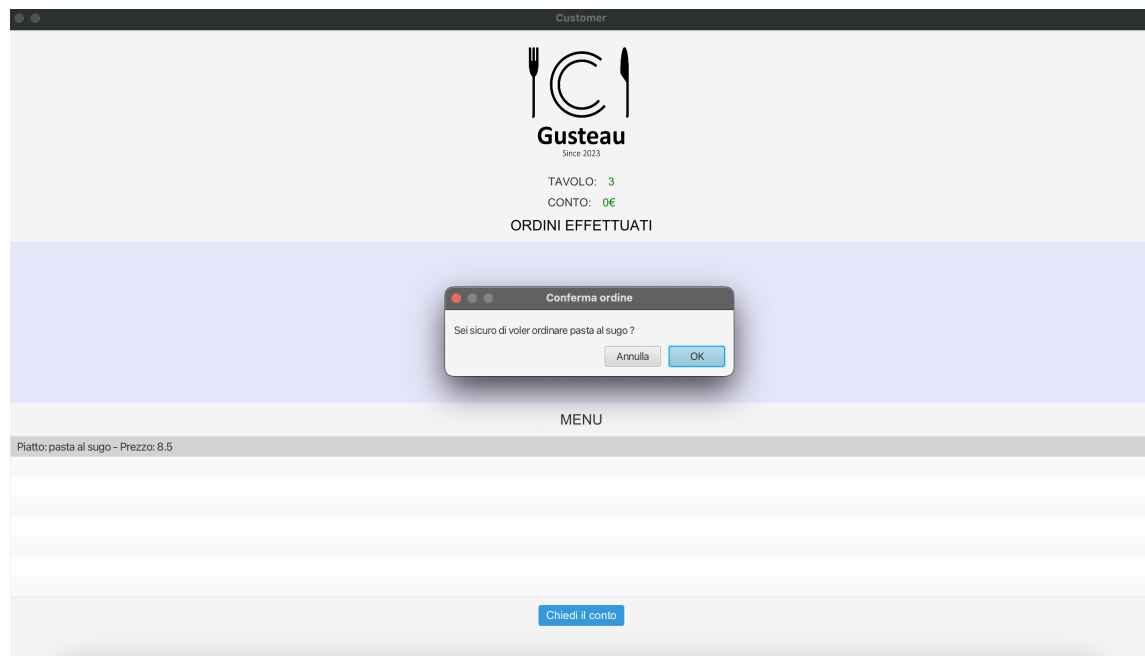 Customer
Gusteau
Since 2023
TAVOLO: 3
CONTO: 0€
ORDINI EFFETTUATI
Conferma ordine
Sei sicuro di voler ordinare pasta al sugo ?
Annulla OK
MENU
Piatto: pasta al sugo - Prezzo: 8.5
Chiedi il conto